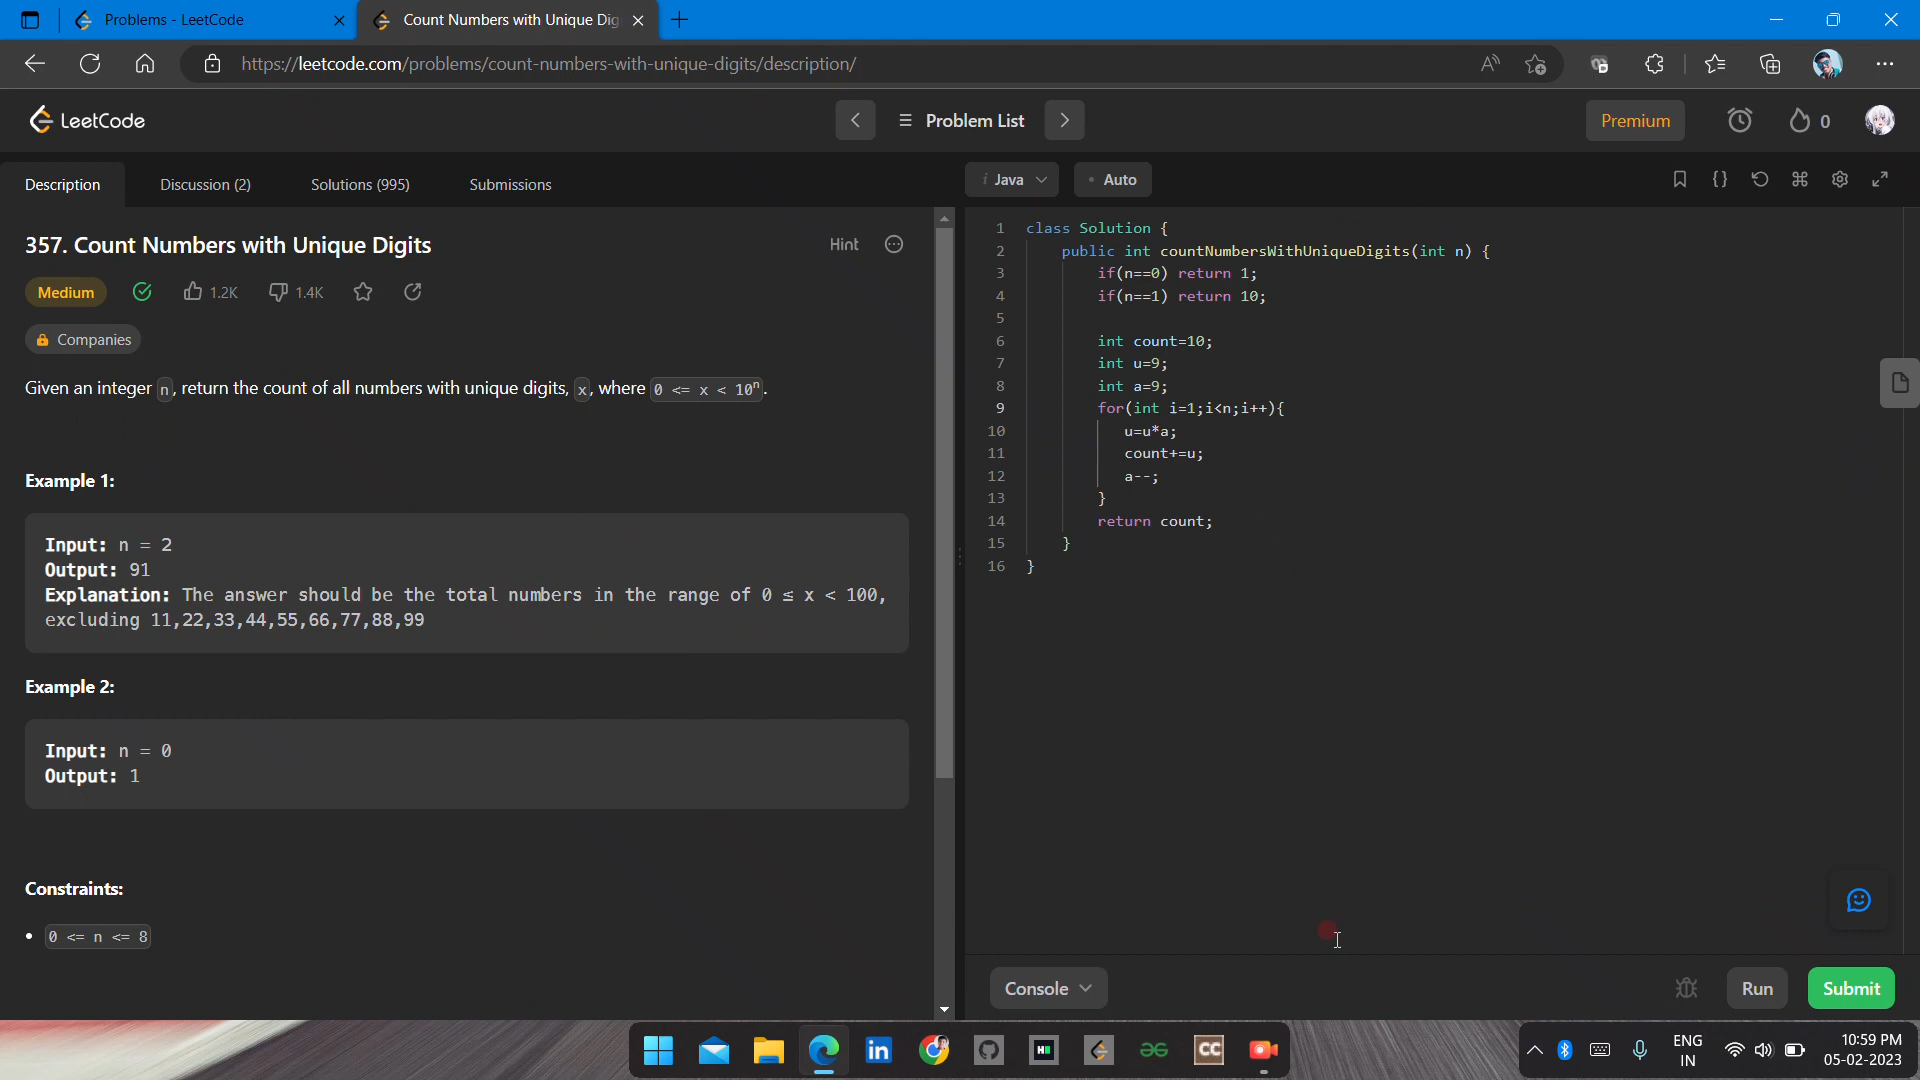 Problems - LeetCode
Count Numbers with Unique Dig
https://leetcode.com/problems/count-numbers-with-unique-digits/description/
LeetCode
Problem List
Premium
0
Description
Discussion (2)
Solutions (995)
Submissions
i Java
Auto
357. Count Numbers with Unique Digits
Hint
Medium
1.2K
1.4K
Companies
Given an integer n, return the count of all numbers with unique digits, x, where 0 <= x < 10ⁿ.
Example 1:
Input: n = 2
Output: 91
Explanation: The answer should be the total numbers in the range of 0 ≤ x < 100,
excluding 11,22,33,44,55,66,77,88,99
Example 2:
Input: n = 0
Output: 1
Constraints:
• 0 <= n <= 8
1 class Solution {
2 public int countNumbersWithUniqueDigits(int n) {
3 if(n==0) return 1;
4 if(n==1) return 10;
5
6 int count=10;
7 int u=9;
8 int a=9;
9 for(int i=1;i<n;i++){
10 u=u*a;
11 count+=u;
12 a--;
13 }
14 return count;
15 }
16 }
Console
Run
Submit
H
CC
ENG
IN
10:59 PM
05-02-2023